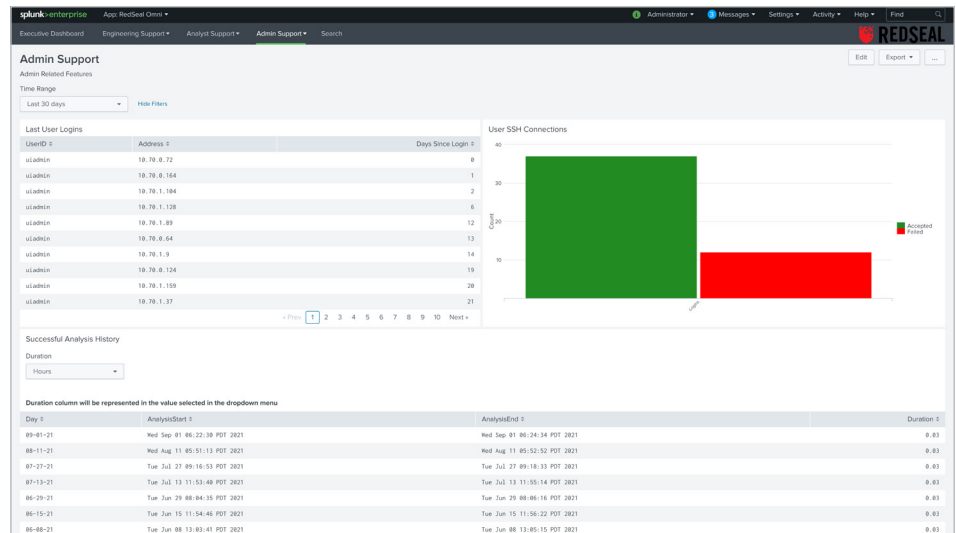 splunk>enterprise App: RedSeal Omni ▾ i Administrator ▾ 3 Messages ▾ Settings ▾ Activity ▾ Help ▾ Find
Executive Dashboard Engineering Support ▾ Analyst Support ▾ Admin Support ▾ Search REDSEAL
Admin Support Edit Export ▾ ...
Admin Related Features
Time Range
Last 30 days Hide Filters
Last User Logins
UserID Address Days Since Login
uiadmin 10.70.0.72 0
uiadmin 10.70.0.164 1
uiadmin 10.70.1.104 2
uiadmin 10.70.1.128 6
uiadmin 10.70.1.89 12
uiadmin 10.70.0.64 13
uiadmin 10.70.1.9 14
uiadmin 10.70.0.124 19
uiadmin 10.70.1.159 20
uiadmin 10.70.1.37 21
« Prev 1 2 3 4 5 6 7 8 9 10 Next »
User SSH Connections
40
30
20
10
Count
Logins
Accepted
Failed
Successful Analysis History
Duration
Hours
Duration column will be represented in the value selected in the dropdown menu
Day AnalysisStart AnalysisEnd Duration
09-01-21 Wed Sep 01 06:22:30 PDT 2021 Wed Sep 01 06:24:34 PDT 2021 0.03
08-11-21 Wed Aug 11 05:51:13 PDT 2021 Wed Aug 11 05:52:52 PDT 2021 0.03
07-27-21 Tue Jul 27 09:16:53 PDT 2021 Tue Jul 27 09:18:33 PDT 2021 0.03
07-13-21 Tue Jul 13 11:53:40 PDT 2021 Tue Jul 13 11:55:14 PDT 2021 0.03
06-29-21 Tue Jun 29 08:04:35 PDT 2021 Tue Jun 29 08:06:16 PDT 2021 0.03
06-15-21 Tue Jun 15 11:54:46 PDT 2021 Tue Jun 15 11:56:22 PDT 2021 0.03
06-08-21 Tue Jun 08 13:03:41 PDT 2021 Tue Jun 08 13:05:15 PDT 2021 0.03